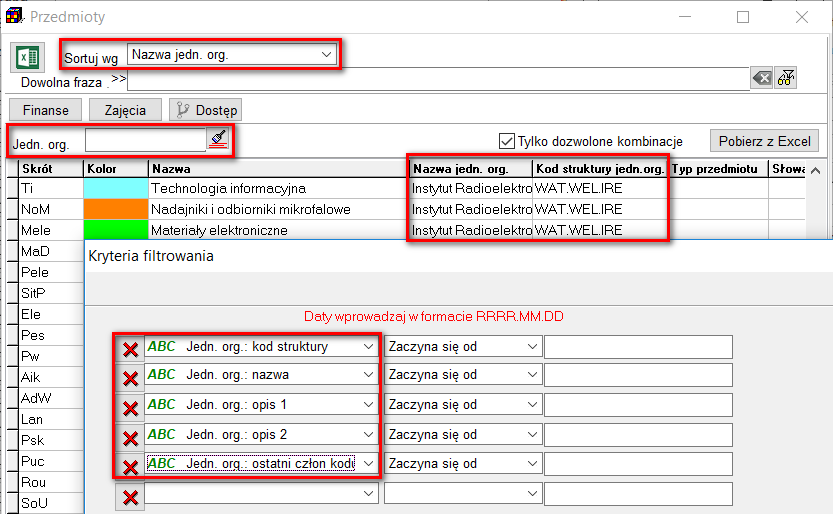 Przedmioty
Sortuj wg Nazwa jedn. org.
Dowolna fraza . >>
Finanse Zajęcia Dostęp
Jedn. org. Tylko dozwolone kombinacje Pobierz z Excel
Skrót Kolor Nazwa Nazwa jedn. org. Kod struktury jedn.org. Typ przedmiotu Słowa
Ti Technologia informacyjna Instytut Radioelektro WAT.WEL.IRE
NoM Nadajniki i odbiorniki mikrofalowe Instytut Radioelektro WAT.WEL.IRE
Mele Materiały elektroniczne Instytut Radioelektro WAT.WEL.IRE
MaD
Pele
SitP
Ele
Pes
Pw
Aik
AdW
Lan
Psk
Puc
Rou
SoU
Kryteria filtrowania
Daty wprowadzaj w formacie RRRR.MM.DD
ABC Jedn. org.: kod struktury Zaczyna się od
ABC Jedn. org.: nazwa Zaczyna się od
ABC Jedn. org.: opis 1 Zaczyna się od
ABC Jedn. org.: opis 2 Zaczyna się od
ABC Jedn. org.: ostatni człon kodu Zaczyna się od